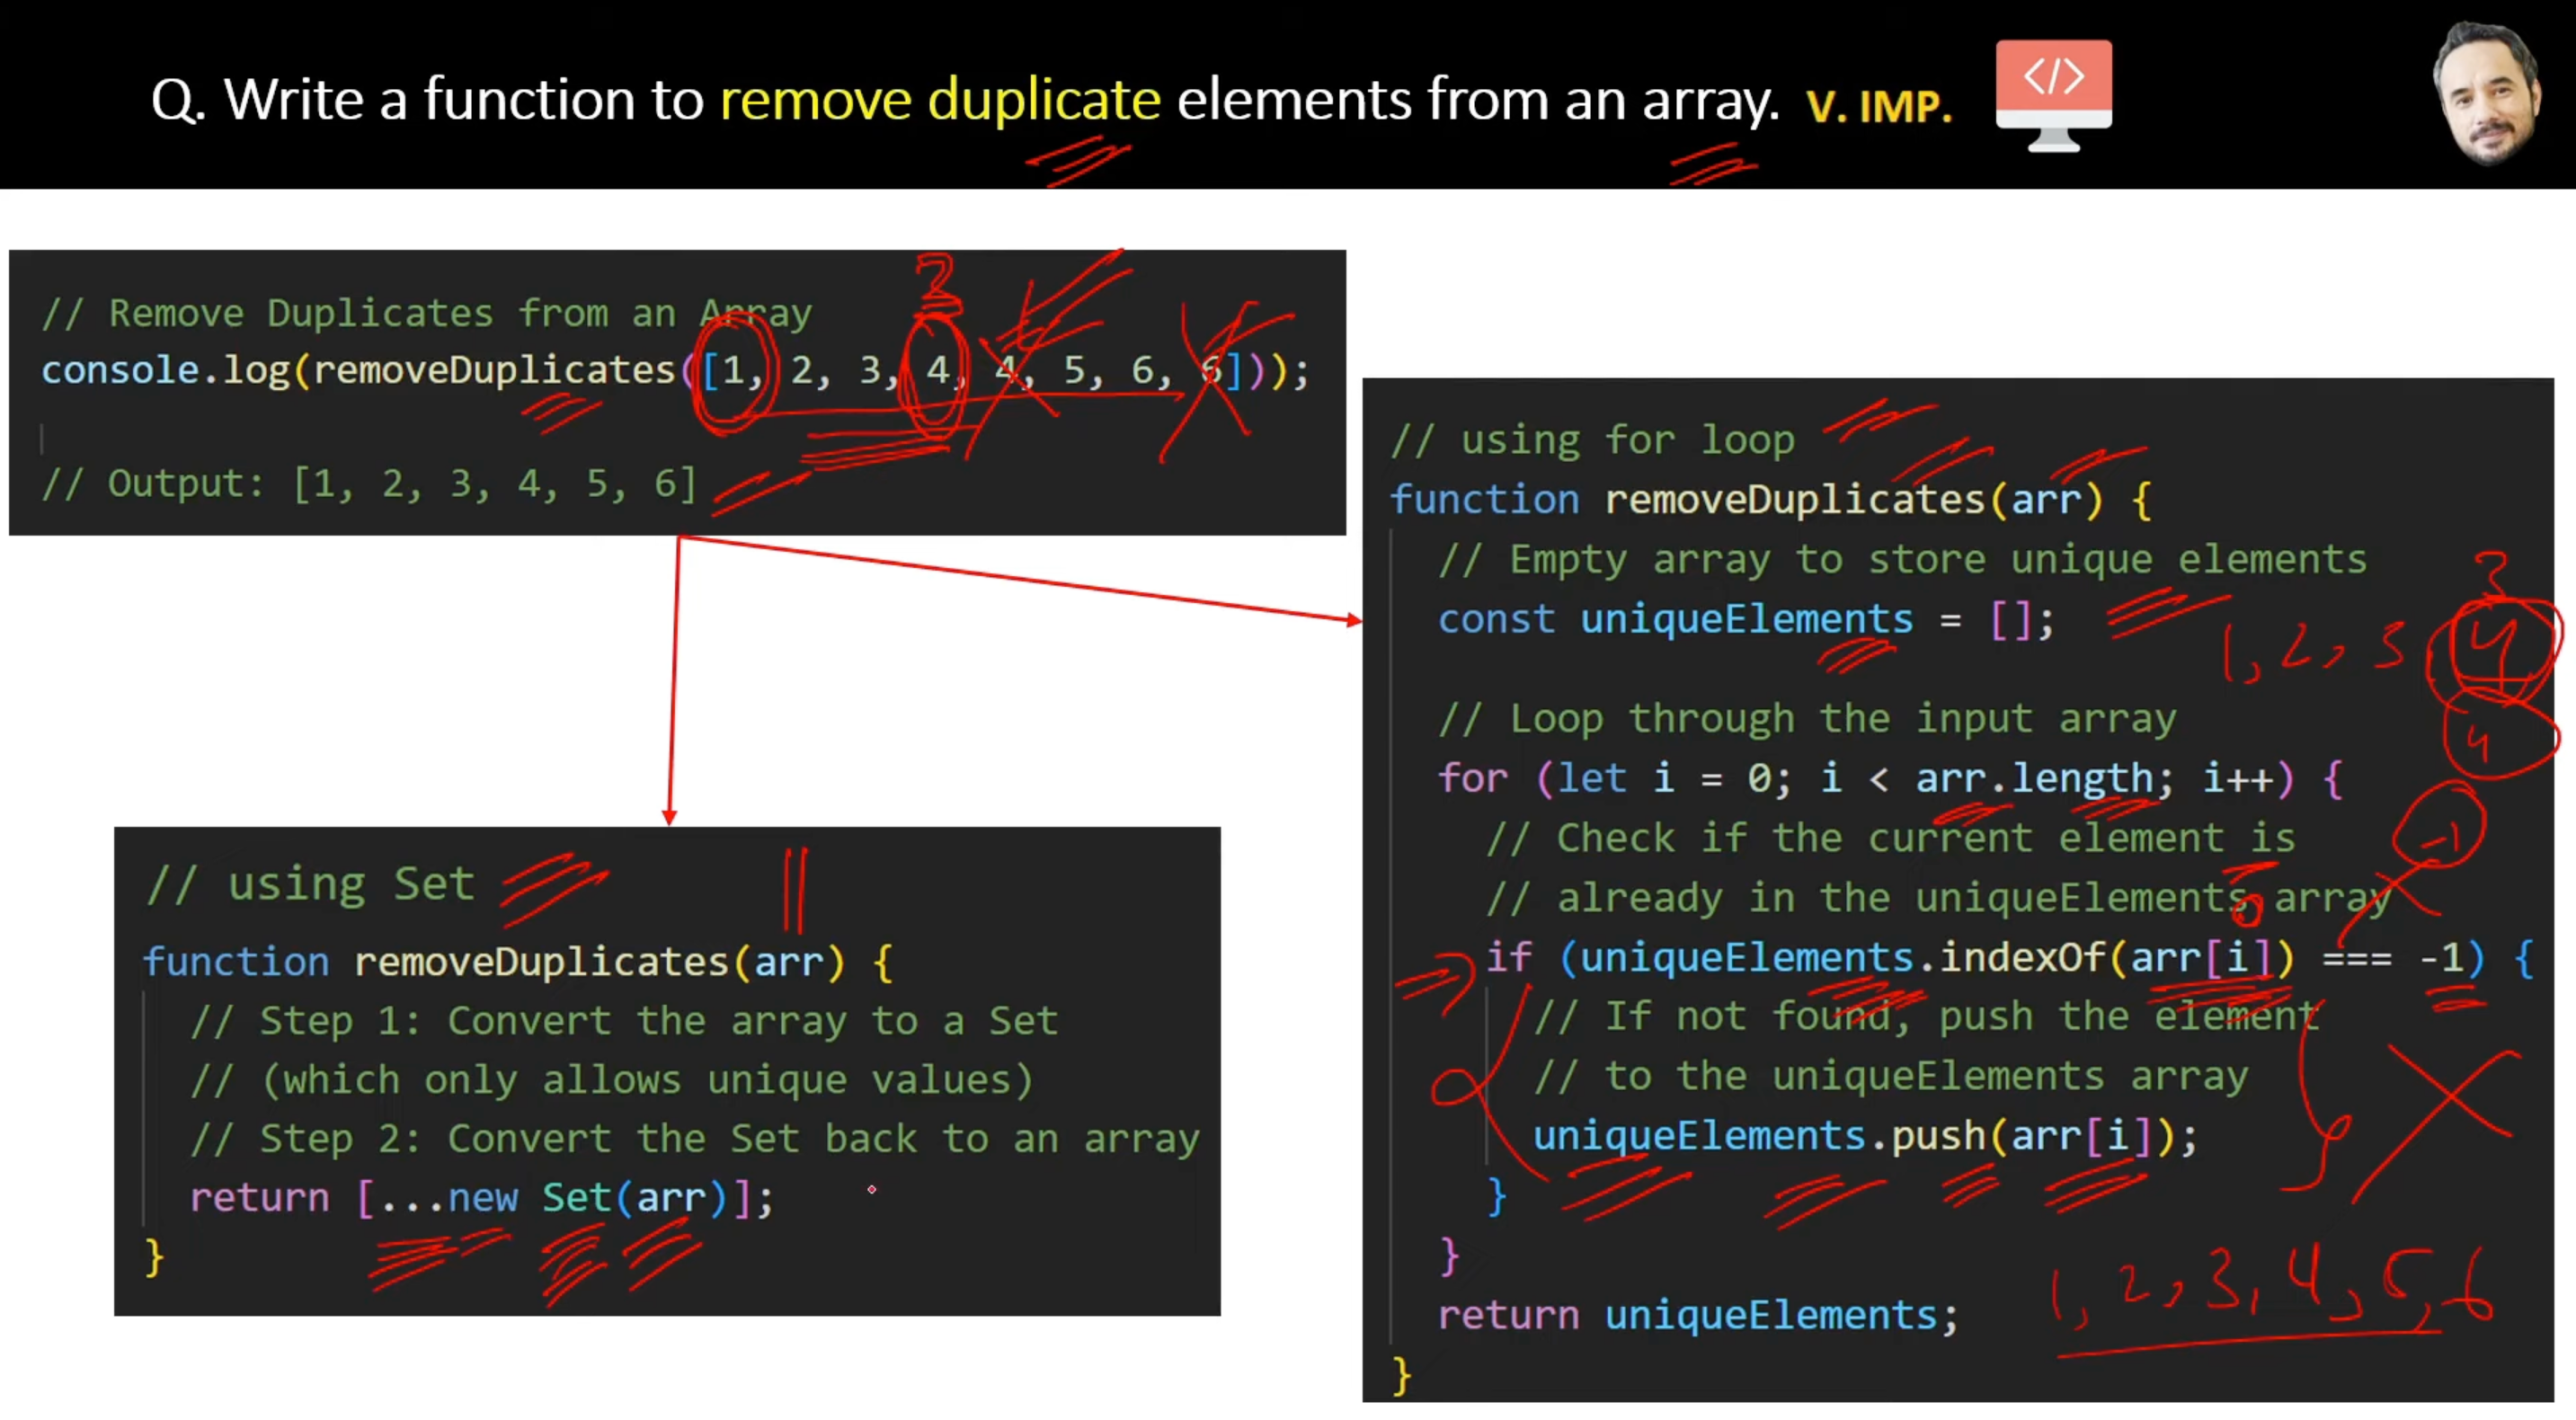 Q. Write a function to remove duplicate elements from an array. V. IMP.
</>
// Remove Duplicates from an Array
3
console.log(removeDuplicates([1, 2, 3, 4, 4, 5, 6, 6]));
// Output: [1, 2, 3, 4, 5, 6]
// using Set
function removeDuplicates(arr) {
// Step 1: Convert the array to a Set
// (which only allows unique values)
// Step 2: Convert the Set back to an array
return [...new Set(arr)];
}
// using for loop
function removeDuplicates(arr) {
// Empty array to store unique elements
const uniqueElements = [];
3
1, 2, 3 4
4
// Loop through the input array
for (let i = 0; i < arr.length; i++) {
// Check if the current element is
-1
// already in the uniqueElements array
0
if (uniqueElements.indexOf(arr[i]) === -1) {
// If not found, push the element
// to the uniqueElements array
uniqueElements.push(arr[i]);
}
}
1, 2, 3, 4, 5, 6
return uniqueElements;
}